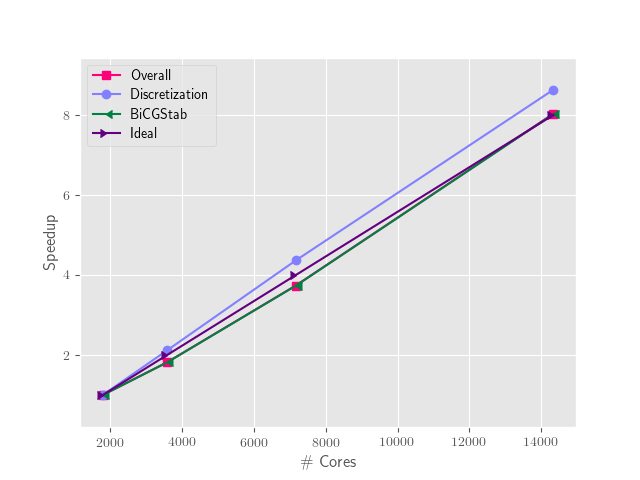 Overall
Discretization
BiCGStab
Ideal
8
6
4
2
Speedup
2000 4000 6000 8000 10000 12000 14000
# Cores